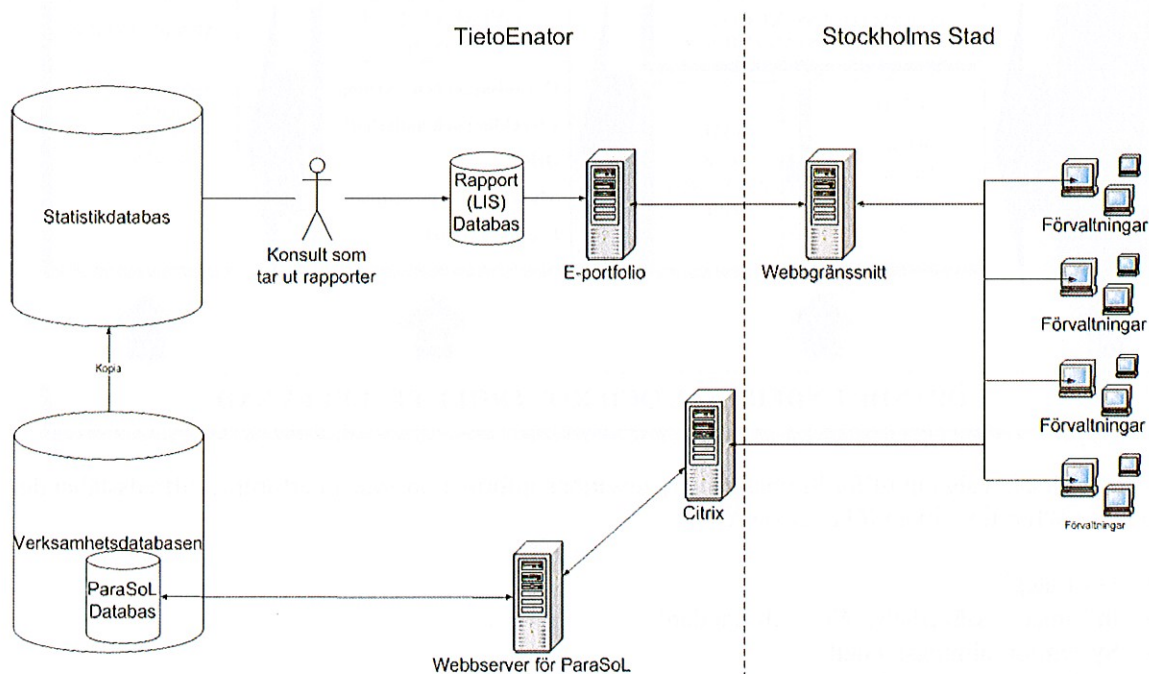 TietoEnator
Stockholms Stad
Statistikdatabas
Konsult som
tar ut rapporter
Rapport
(LIS)
Databas
E-portfolio
Webbgränssnitt
Förvaltningar
Förvaltningar
Förvaltningar
Förvaltningar
Kopia
Verksamhetsdatabasen
ParaSoL
Databas
Webbserver för ParaSoL
Citrix